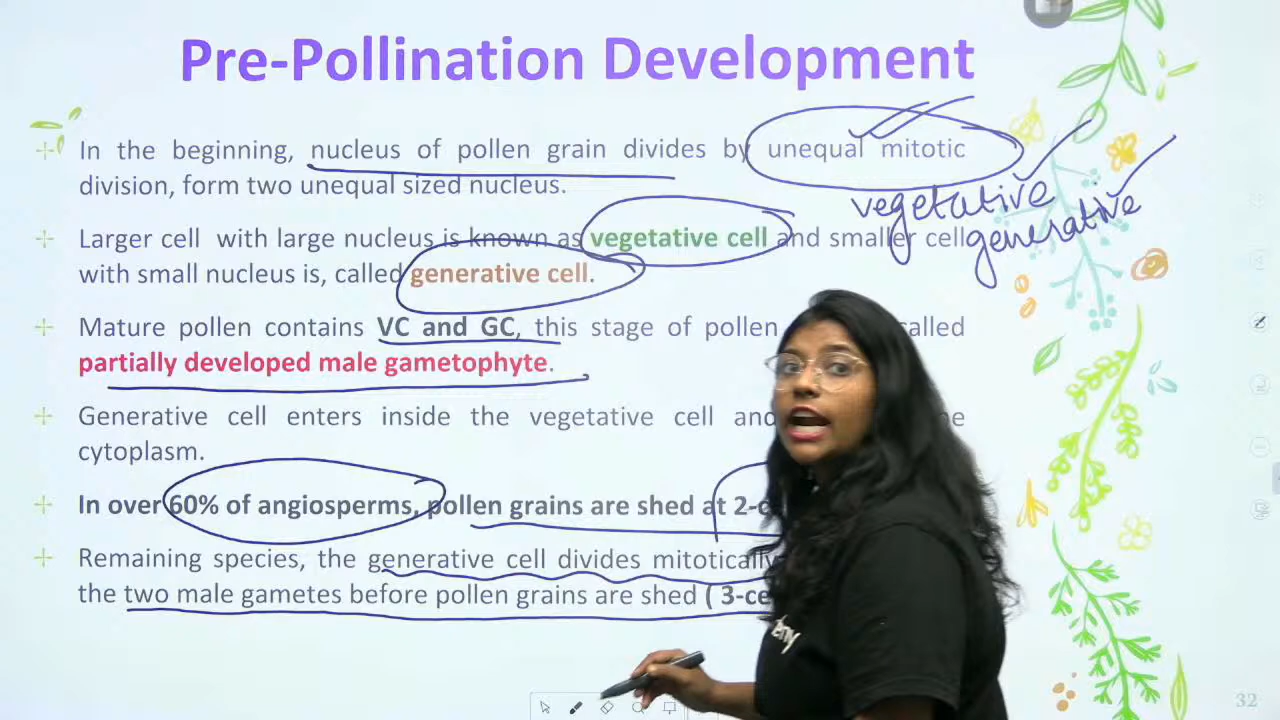 Pre-Pollination Development
In the beginning, nucleus of pollen grain divides by unequal mitotic
division, form two unequal sized nucleus.
vegetative
generative
Larger cell with large nucleus is known as vegetative cell and smaller cell
with small nucleus is, called generative cell.
Mature pollen contains VC and GC, this stage of pollen called
partially developed male gametophyte.
Generative cell enters inside the vegetative cell and
cytoplasm.
In over 60% of angiosperms, pollen grains are shed at 2-c
Remaining species, the generative cell divides mitotically
the two male gametes before pollen grains are shed ( 3-ce
32